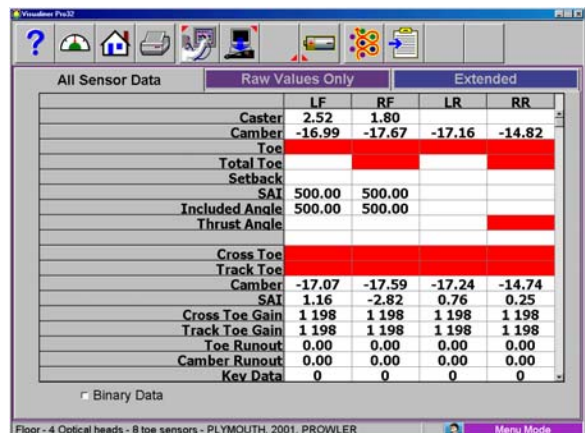 Visualiner Pro32
?
All Sensor Data Raw Values Only Extended
LF RF LR RR
Caster 2.52 1.80
Camber -16.99 -17.67 -17.16 -14.82
Toe
Total Toe
Setback
SAI 500.00 500.00
Included Angle 500.00 500.00
Thrust Angle
Cross Toe
Track Toe
Camber -17.07 -17.59 -17.24 -14.74
SAI 1.16 -2.82 0.76 0.25
Cross Toe Gain 1 198 1 198 1 198 1 198
Track Toe Gain 1 198 1 198 1 198 1 198
Toe Runout 0.00 0.00 0.00 0.00
Camber Runout 0.00 0.00 0.00 0.00
Key Data 0 0 0 0
Binary Data
Floor - 4 Optical heads - 8 toe sensors - PLYMOUTH, 2001, PROWLER Menu Mode